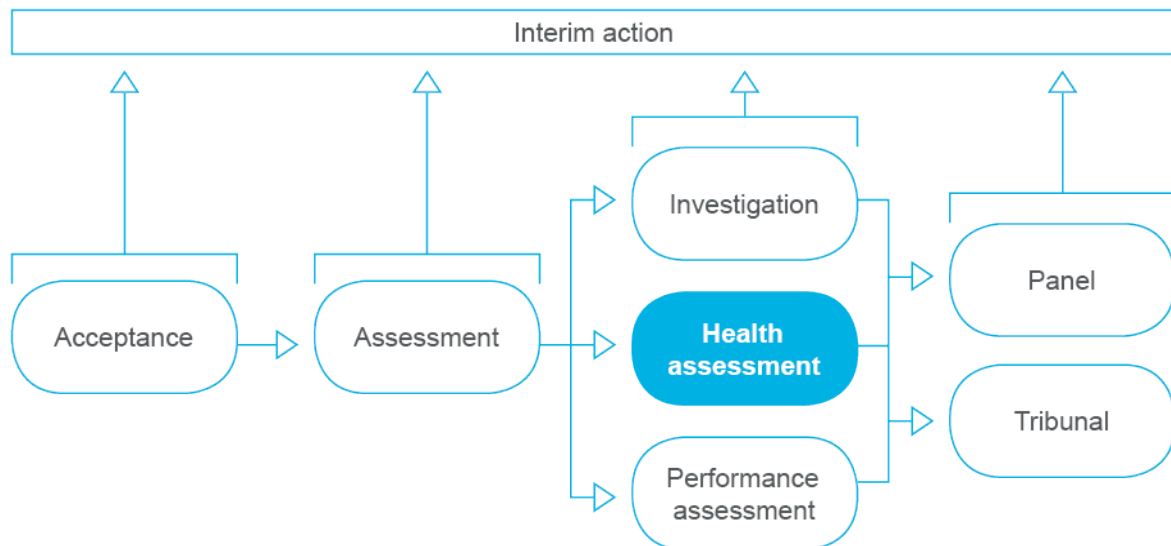 Interim action
Acceptance
Assessment
Investigation
Health
assessment
Performance
assessment
Panel
Tribunal